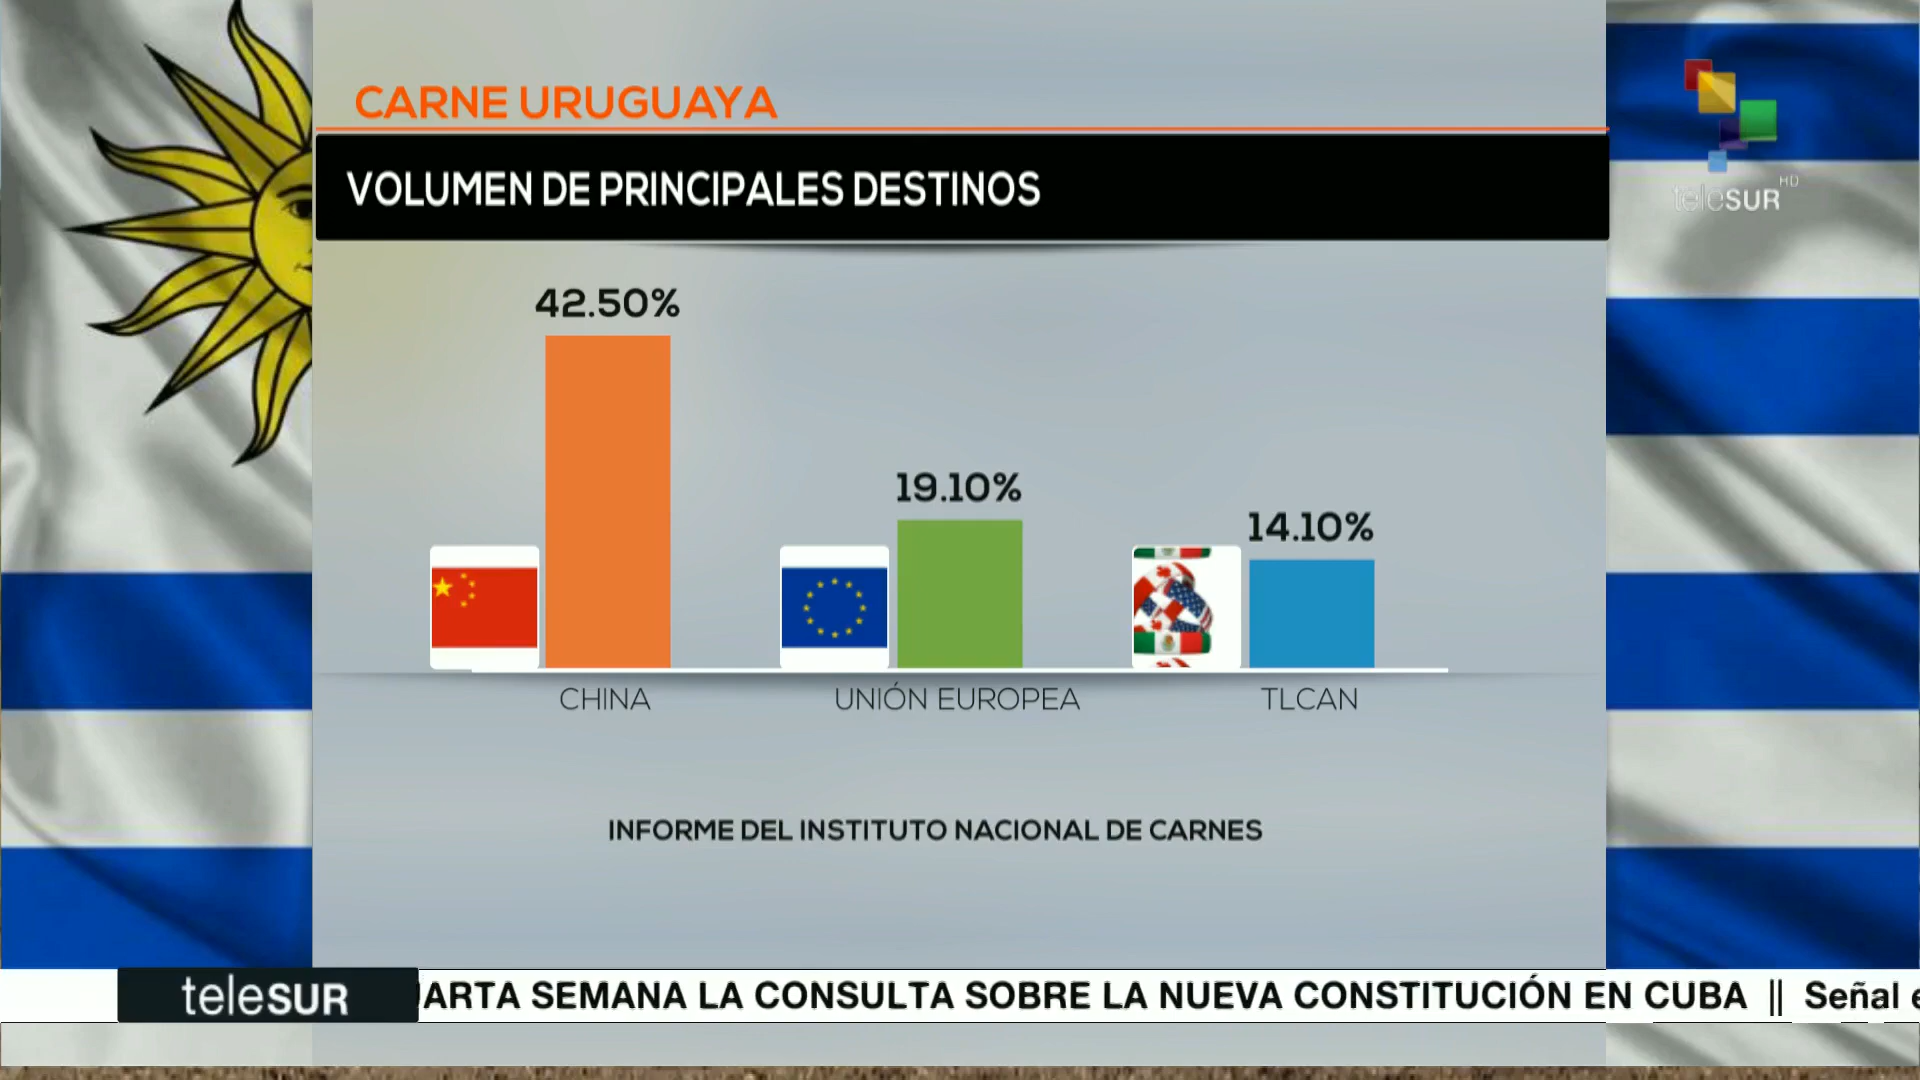 CARNE URUGUAYA
VOLUMEN DE PRINCIPALES DESTINOS
teleSUR HD
42.50%
19.10%
14.10%
CHINA
UNIÓN EUROPEA
TLCAN
INFORME DEL INSTITUTO NACIONAL DE CARNES
teleSUR
ARTA SEMANA LA CONSULTA SOBRE LA NUEVA CONSTITUCIÓN EN CUBA || Señal e